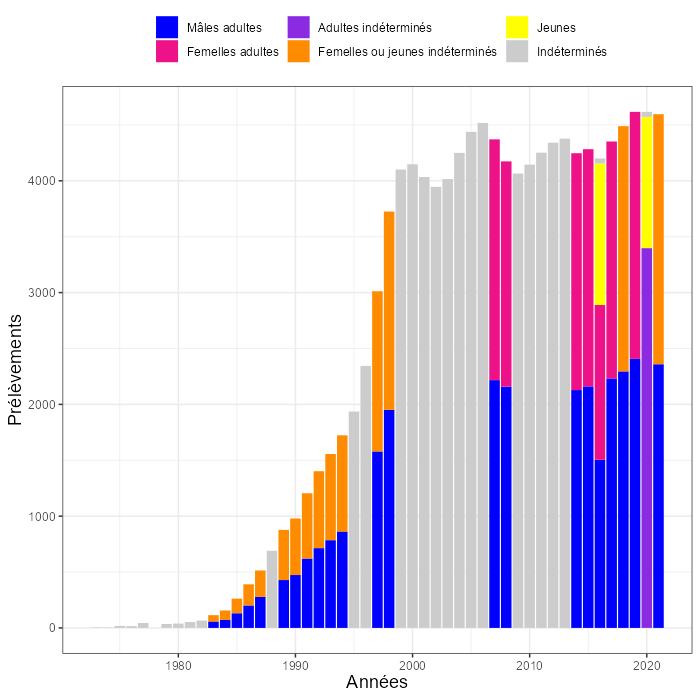 Mâles adultes
Adultes indéterminés
Jeunes
Femelles adultes
Femelles ou jeunes indéterminés
Indéterminés
4000
3000
2000
1000
0
Prélèvements
1980 1990 2000 2010 2020
Années